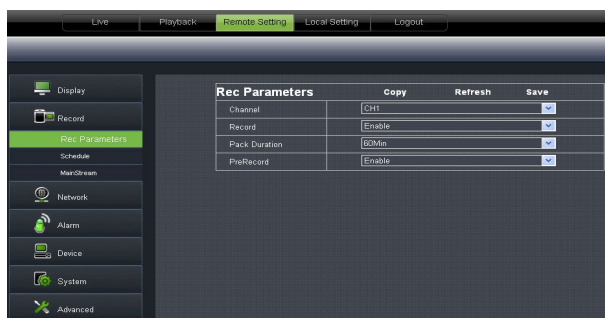 Live Playback Remote Setting Local Setting Logout
Display
Record
Rec Parameters
Schedule
MainStream
Network
Alarm
Device
System
Advanced
Rec Parameters Copy Refresh Save
Channel CH1
Record Enable
Pack Duration 60Min
PreRecord Enable